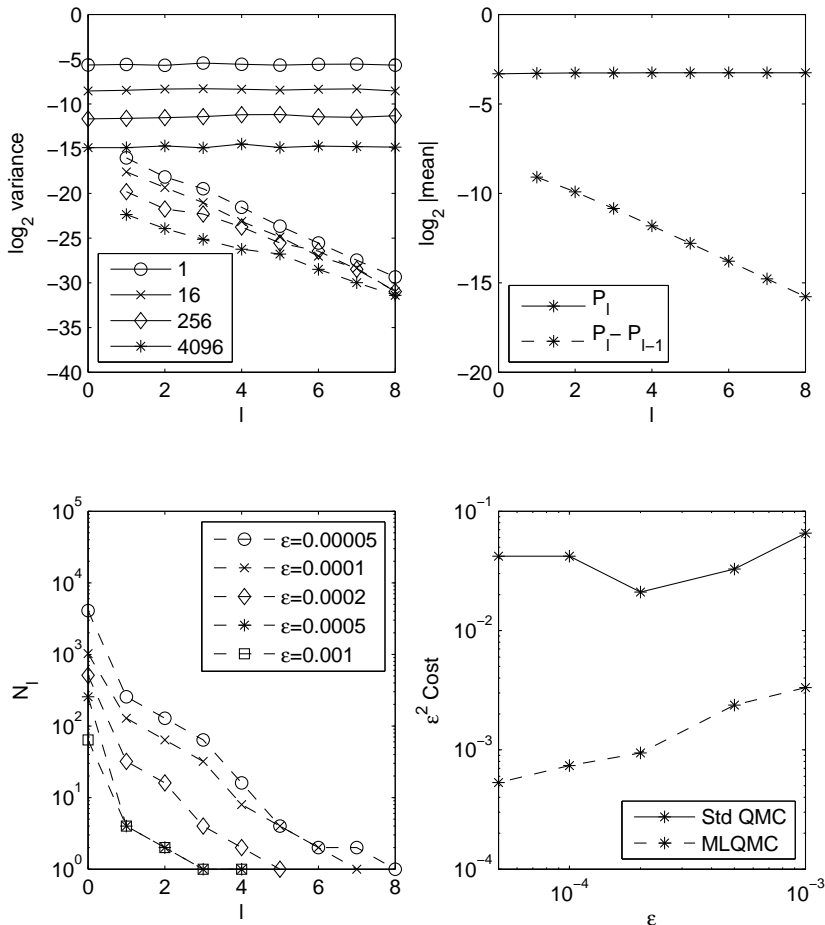 0
−5
−10
−15
−20
−25
−30
−35
−40
0 2 4 6 8
l
log2 variance
1
16
256
4096
0
−5
−10
−15
−20
0 2 4 6 8
l
log2 |mean|
Pl
Pl− Pl−1
10^5
10^4
10^3
10^2
10^1
10^0
0 2 4 6 8
l
Nl
ε=0.00005
ε=0.0001
ε=0.0002
ε=0.0005
ε=0.001
10^−1
10^−2
10^−3
10^−4
10^−4 10^−3
ε
ε^2 Cost
Std QMC
MLQMC